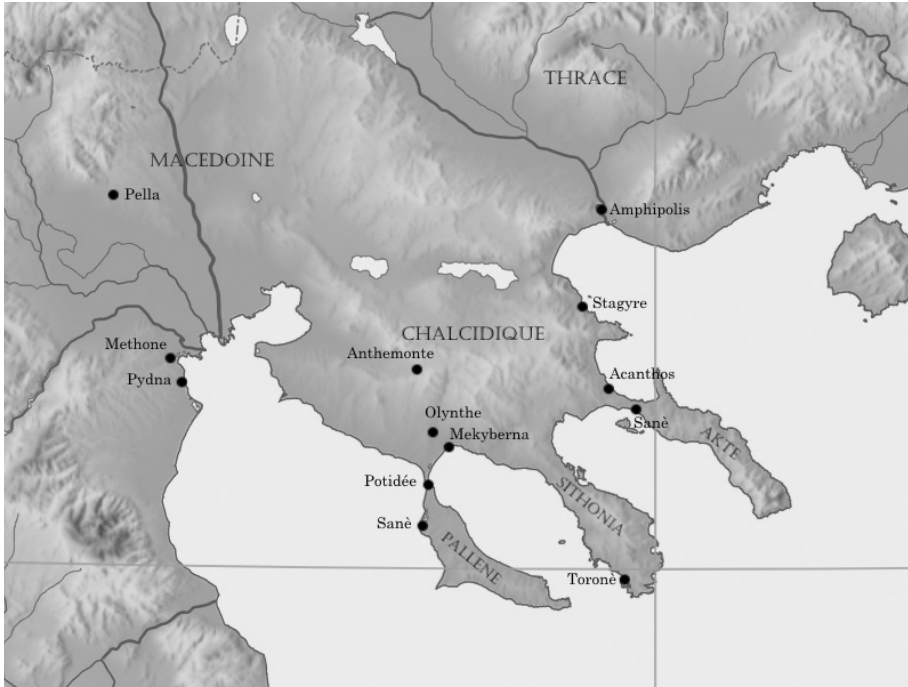 THRACE
MACEDOINE
Pella
Amphipolis
Stagyre
CHALCIDIQUE
Methone
Anthemonte
Pydna
Acanthos
Olynthe
Sanè
Mekyberna
AKTE
Potidée
SITHONIA
Sanè
PALLENE
Toronè